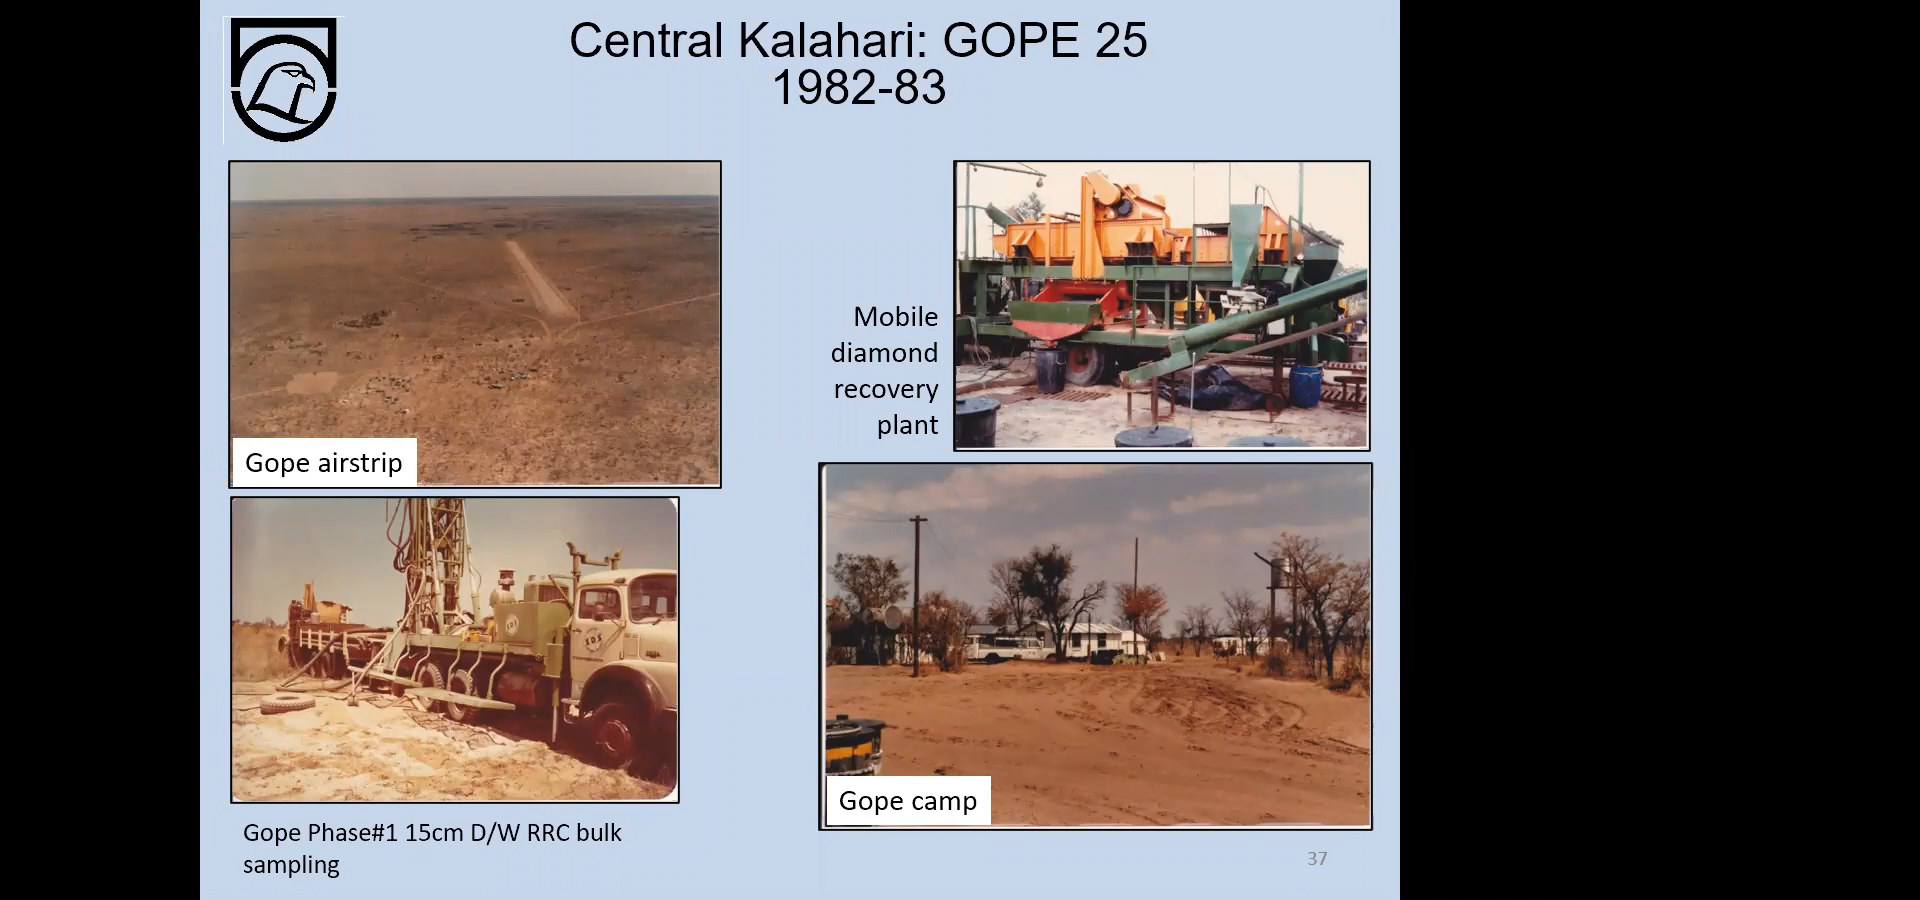 Central Kalahari: GOPE 25
1982-83
Gope airstrip
Mobile
diamond
recovery
plant
S.D.S
Gope camp
Gope Phase#1 15cm D/W RRC bulk
sampling
37